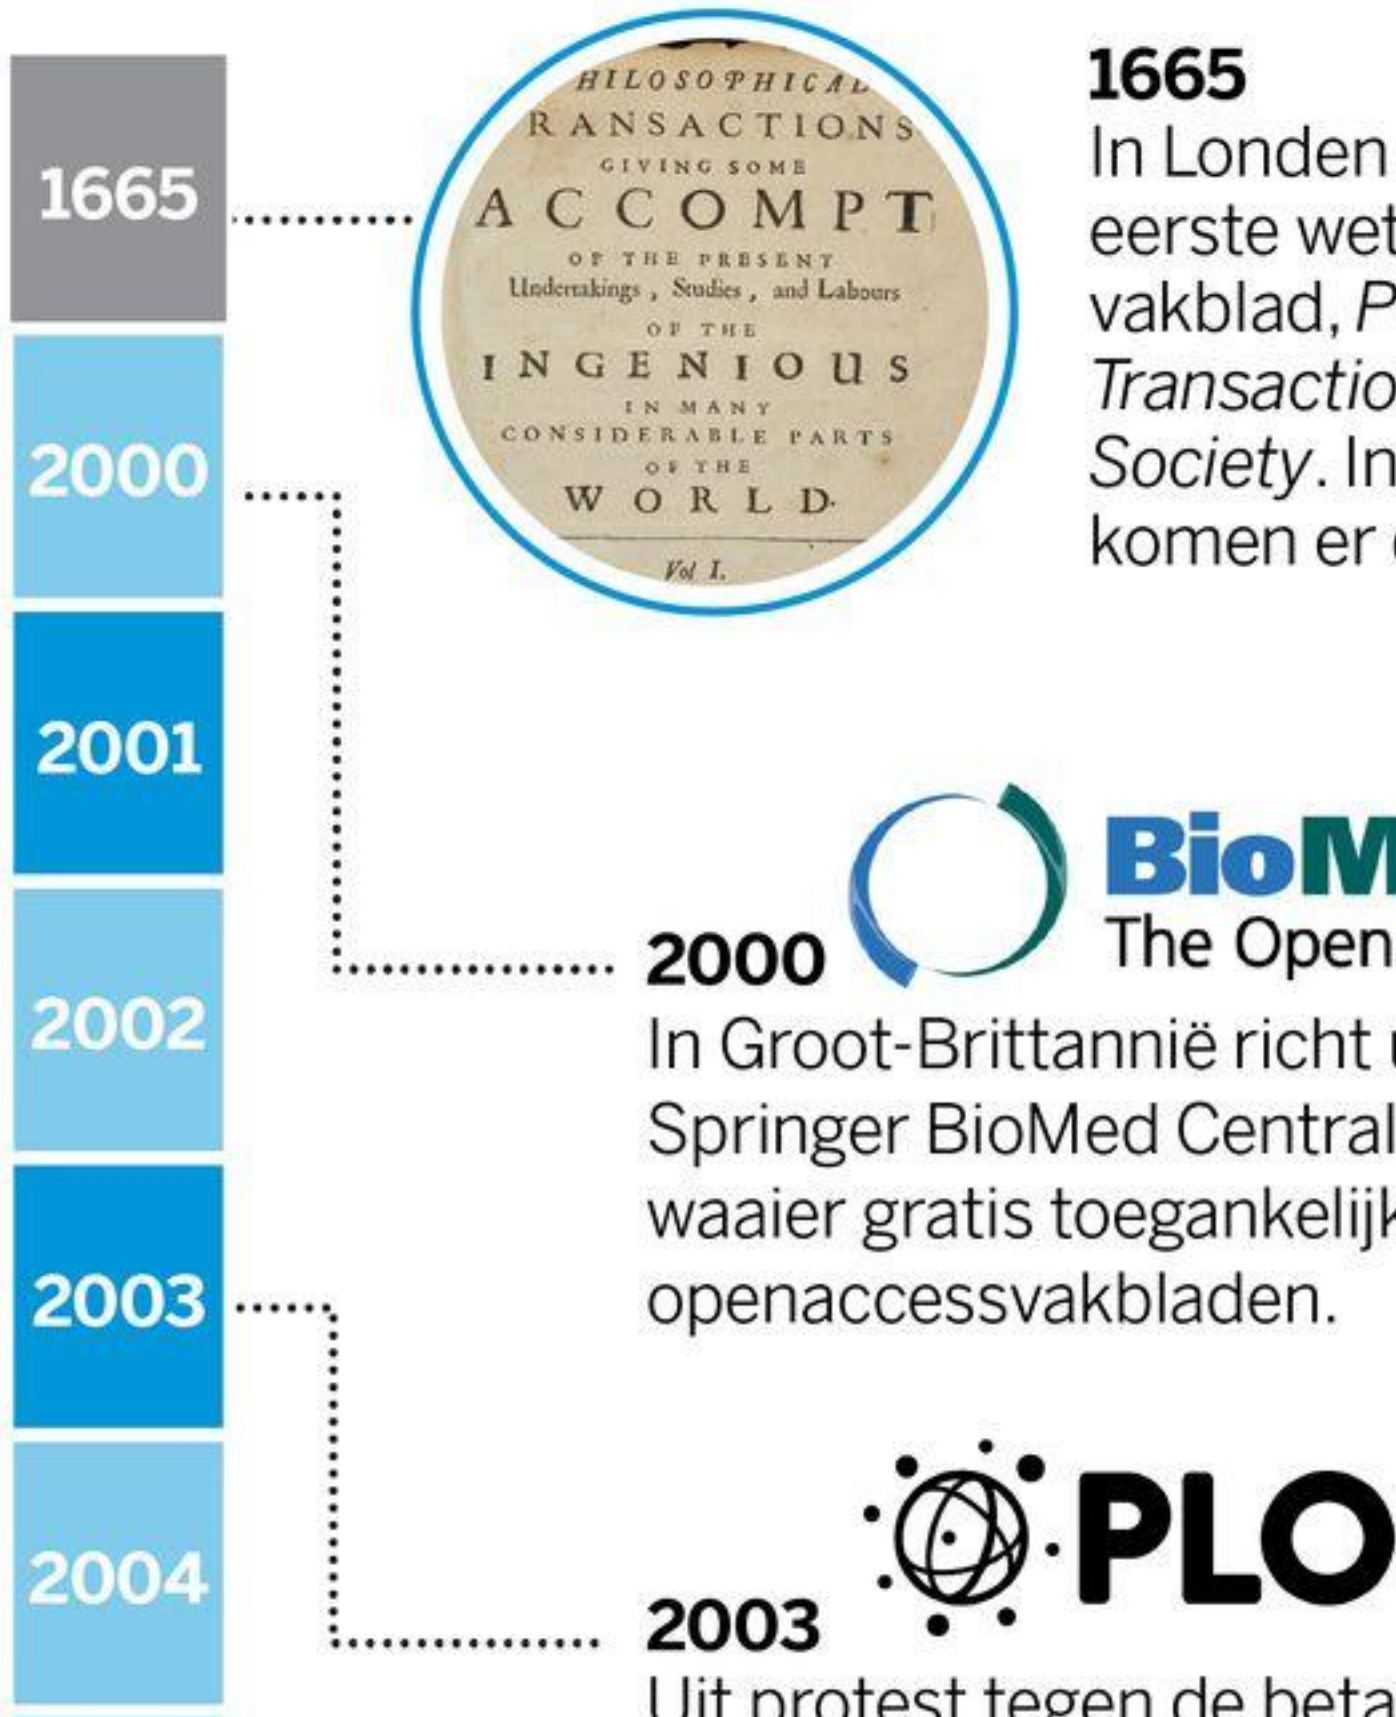 1665
2000
2001
2002
2003
2004
HILOSOPHICAL
RANSACTIONS
GIVING SOME
ACCOMPT
OF THE PRESENT
Undertakings, Studies, and Labours
OF THE
INGENIOUS
IN MANY
CONSIDERABLE PARTS
OF THE
WORLD.
Vol I.
1665
In Londen
eerste wet
vakblad, P
Transactio
Society. In
komen er
BioM
The Open
2000
In Groot-Brittannië richt
Springer BioMed Central
waaier gratis toegankelijk
openaccessvakbladen.
PLO
2003
Uit protest tegen de beta